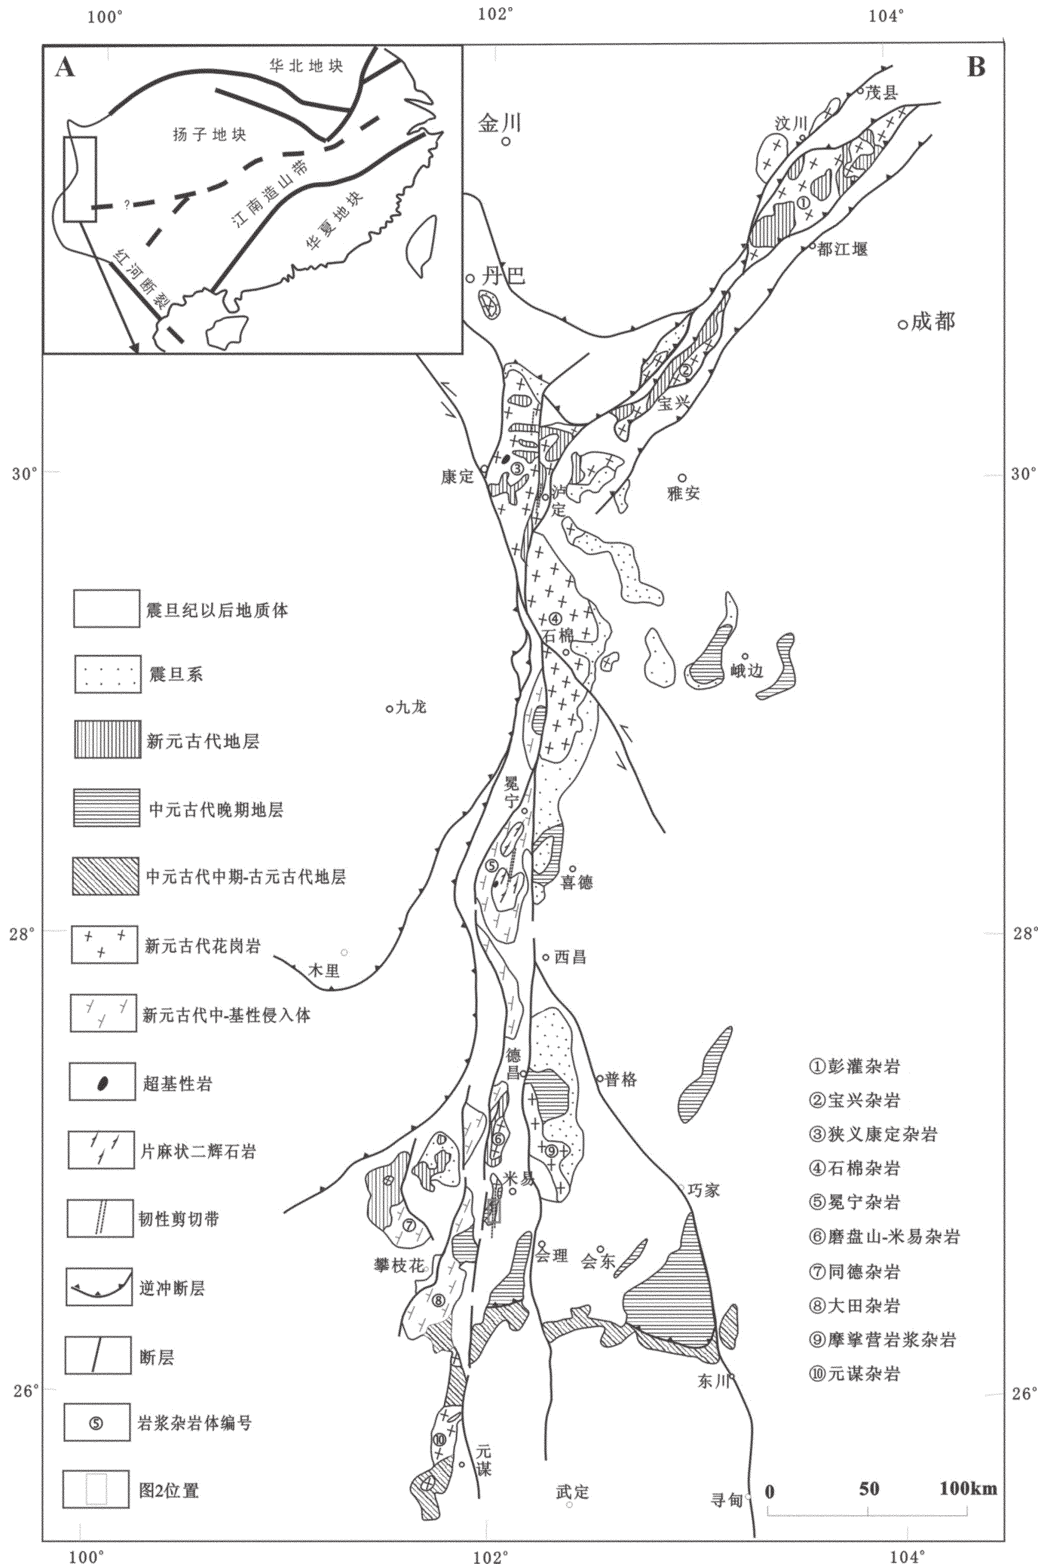 100°
102°
104°
A
B
华北地块
扬子地块
江南造山带
华夏地块
红河断裂
?
金川
茂县
汶川
①
都江堰
丹巴
成都
②
宝兴
30°
30°
康定
③
泸定
雅安
④
石棉
峨边
九龙
冕宁
⑤
喜德
28°
28°
木里
西昌
德昌
普格
⑥
⑨
米易
巧家
⑦
攀枝花
会理
会东
⑧
26°
26°
东川
⑩
元谋
武定
寻甸
震旦纪以后地质体
震旦系
新元古代地层
中元古代晚期地层
中元古代中期-古元古代地层
新元古代花岗岩
新元古代中-基性侵入体
超基性岩
片麻状二辉石岩
韧性剪切带
逆冲断层
断层
⑤ 岩浆杂岩体编号
图2位置
①彭灌杂岩
②宝兴杂岩
③狭义康定杂岩
④石棉杂岩
⑤冕宁杂岩
⑥磨盘山-米易杂岩
⑦同德杂岩
⑧大田杂岩
⑨摩挲营岩浆杂岩
⑩元谋杂岩
0 50 100km
100°
102°
104°